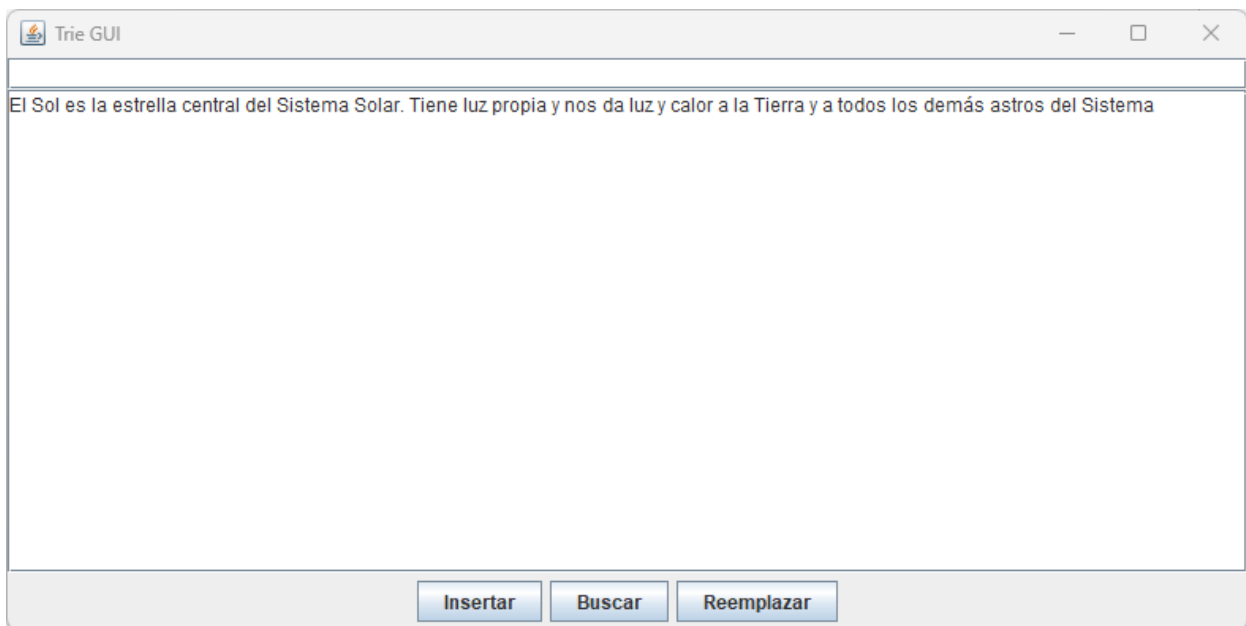 Trie GUI
El Sol es la estrella central del Sistema Solar. Tiene luz propia y nos da luz y calor a la Tierra y a todos los demás astros del Sistema
Insertar Buscar Reemplazar